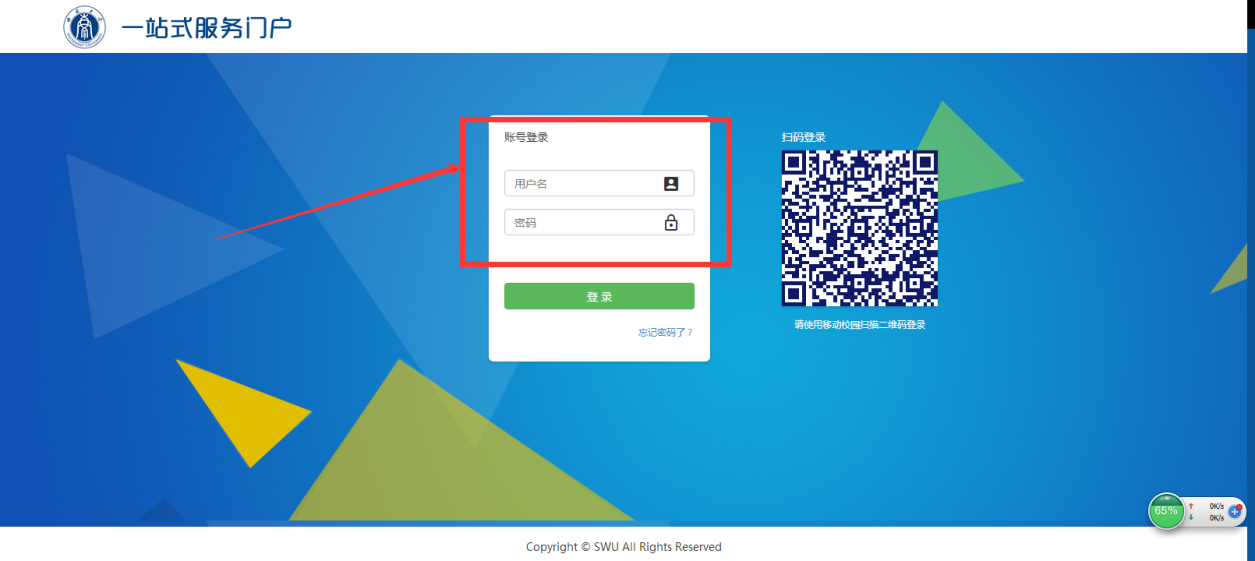 一站式服务门户
账号登录
用户名
密码
登录
忘记密码了？
扫码登录
请使用移动校园扫描二维码登录
65%
0K/s
0K/s
Copyright © SWU All Rights Reserved